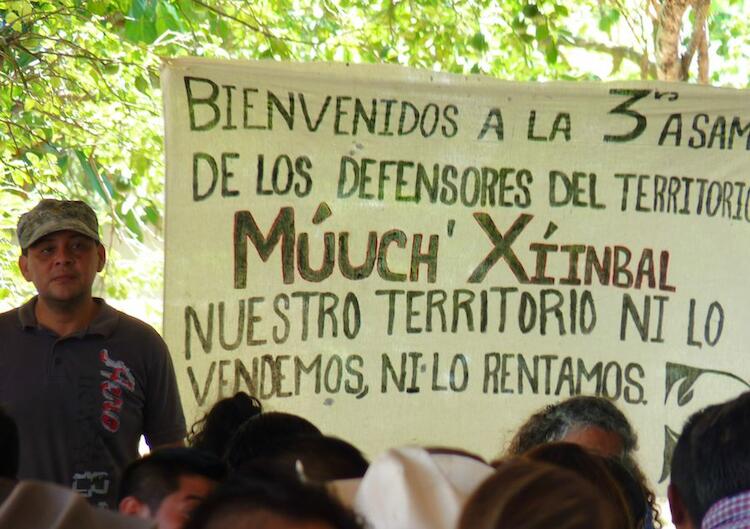 BIENVENIDOS A LA 3ra ASAM
DE LOS DEFENSORES DEL TERRITORIO
MÚUCH' XÍINBAL
NUESTRO TERRITORIO NI LO
VENDEMOS, NI LO RENTAMOS.